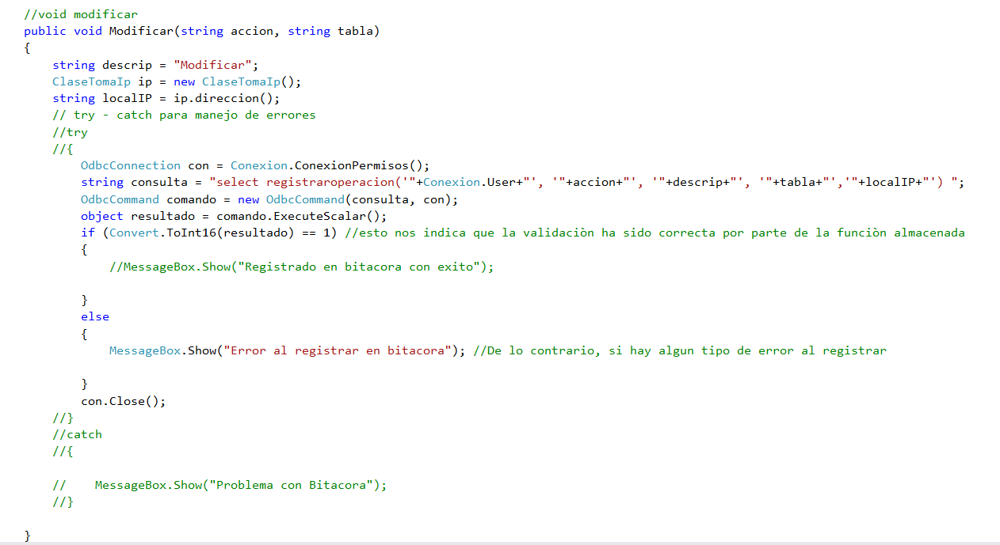 //void modificar
public void Modificar(string accion, string tabla)
{
    string descrip = "Modificar";
    ClaseTomaIp ip = new ClaseTomaIp();
    string localIP = ip.direccion();
    // try - catch para manejo de errores
    //try
    //{
        OdbcConnection con = Conexion.ConexionPermisos();
        string consulta = "select registraroperacion('"+Conexion.User+"', '"+accion+"', '"+descrip+"', '"+tabla+"','"+localIP+"') ";
        OdbcCommand comando = new OdbcCommand(consulta, con);
        object resultado = comando.ExecuteScalar();
        if (Convert.ToInt16(resultado) == 1) //esto nos indica que la validaciòn ha sido correcta por parte de la funciòn almacenada
        {
            //MessageBox.Show("Registrado en bitacora con exito");

        }
        else
        {
            MessageBox.Show("Error al registrar en bitacora"); //De lo contrario, si hay algun tipo de error al registrar

        }
        con.Close();
    //}
    //catch
    //{

    //    MessageBox.Show("Problema con Bitacora");
    //}

}